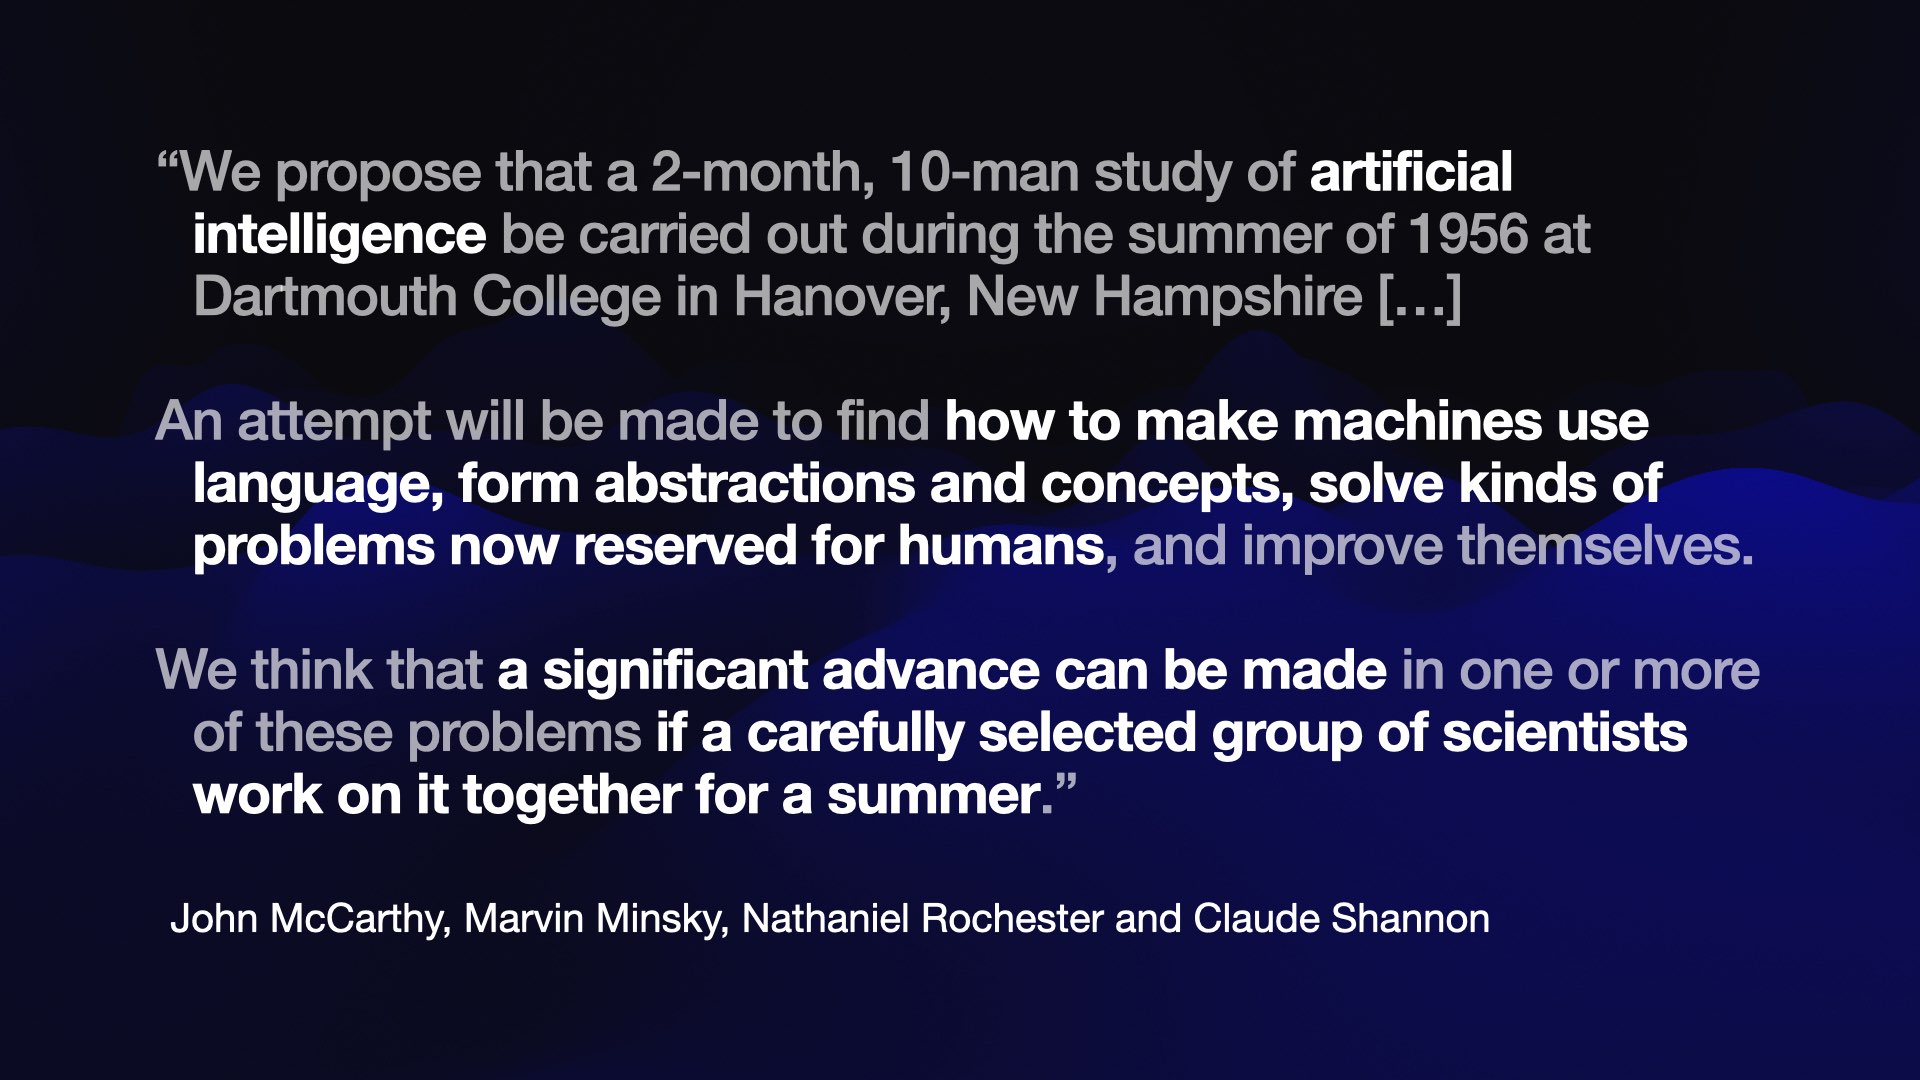 “We propose that a 2-month, 10-man study of artificial
intelligence be carried out during the summer of 1956 at
Dartmouth College in Hanover, New Hampshire […]
An attempt will be made to find how to make machines use
language, form abstractions and concepts, solve kinds of
problems now reserved for humans, and improve themselves.
We think that a significant advance can be made in one or more
of these problems if a carefully selected group of scientists
work on it together for a summer.”
John McCarthy, Marvin Minsky, Nathaniel Rochester and Claude Shannon